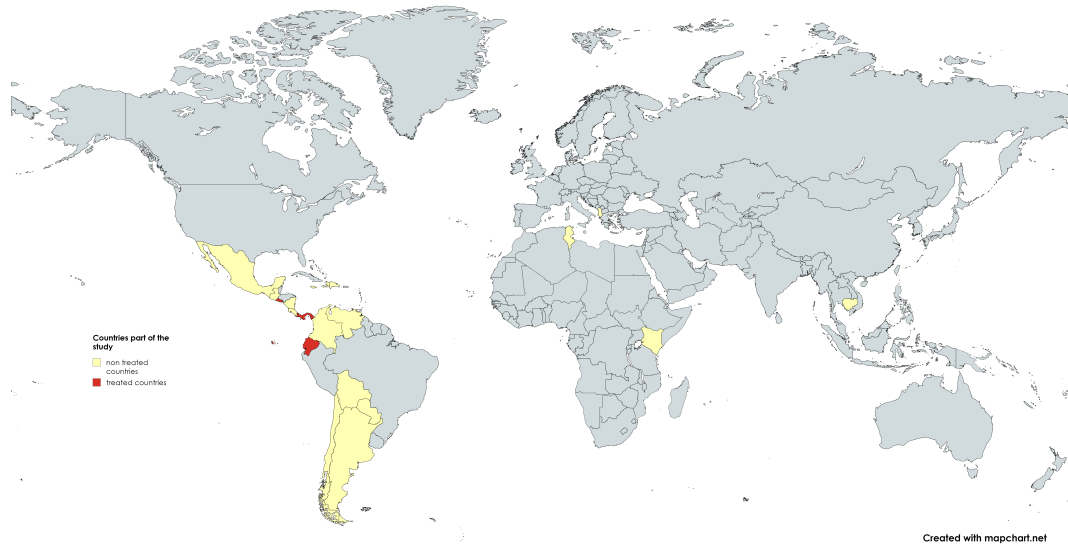 Countries part of the
study
non treated
countries
treated countries
Created with mapchart.net